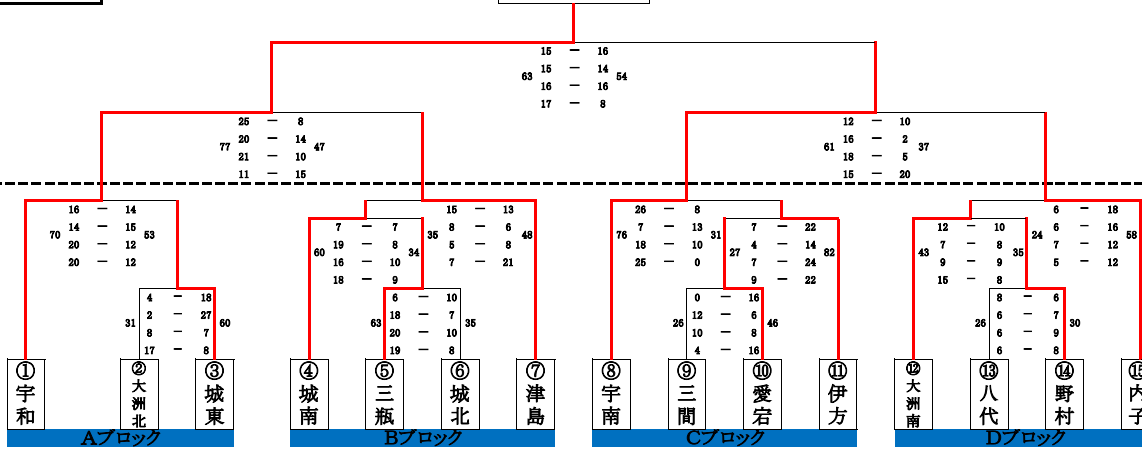 15 ー 16
63 15 ー 14 54
16 ー 16
17 ー 8
25 ー 8
77 20 ー 14 47
21 ー 10
11 ー 15
12 ー 10
61 16 ー 2 37
18 ー 5
15 ー 20
16 ー 14
70 14 ー 15 53
20 ー 12
20 ー 12
4 ー 18
31 2 ー 27 60
8 ー 7
17 ー 8
7 ー 7
60 19 ー 8 34
16 ー 10
18 ー 9
15 ー 13
35 8 ー 6 48
5 ー 8
7 ー 21
6 ー 10
63 18 ー 7 35
20 ー 10
19 ー 8
26 ー 8
76 7 ー 13 31
18 ー 10
25 ー 0
7 ー 22
27 4 ー 14 82
7 ー 24
9 ー 22
0 ー 16
26 12 ー 6 46
10 ー 8
4 ー 16
12 ー 10
43 7 ー 8 35
9 ー 9
15 ー 8
6 ー 18
24 6 ー 16 58
7 ー 12
5 ー 12
8 ー 6
26 6 ー 7 30
6 ー 9
6 ー 8
①宇和
②大洲北
③城東
④城南
⑤三瓶
⑥城北
⑦津島
⑧宇南
⑨三間
⑩愛宕
⑪伊方
⑫大洲南
⑬八代
⑭野村
⑮内子
Aブロック
Bブロック
Cブロック
Dブロック